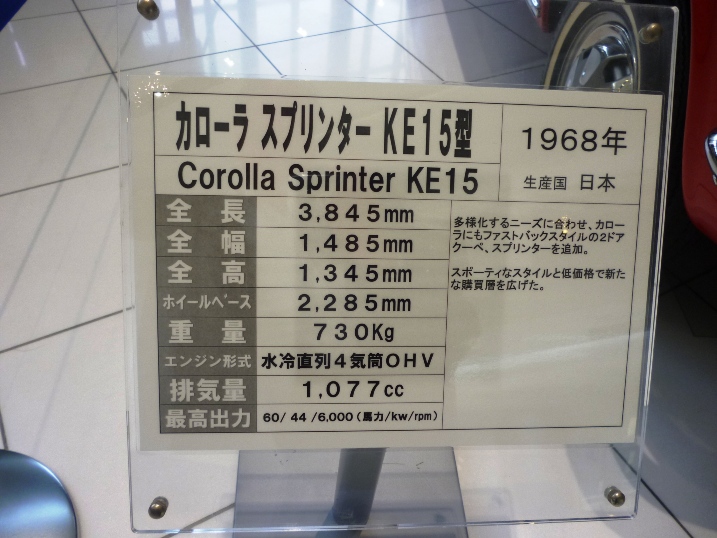 カローラ スプリンター KE15型
Corolla Sprinter KE15
1968年
生産国 日本
全長 3,845mm
全幅 1,485mm
全高 1,345mm
ホイールベース 2,285mm
重量 730Kg
エンジン形式 水冷直列4気筒OHV
排気量 1,077cc
最高出力 60/ 44 /6,000 (馬力/kw/rpm)
多様化するニーズに合わせ、カロー
ラにもファストバックスタイルの2ドア
クーペ、スプリンターを追加。
スポーティなスタイルと低価格で新た
な購買層を広げた。